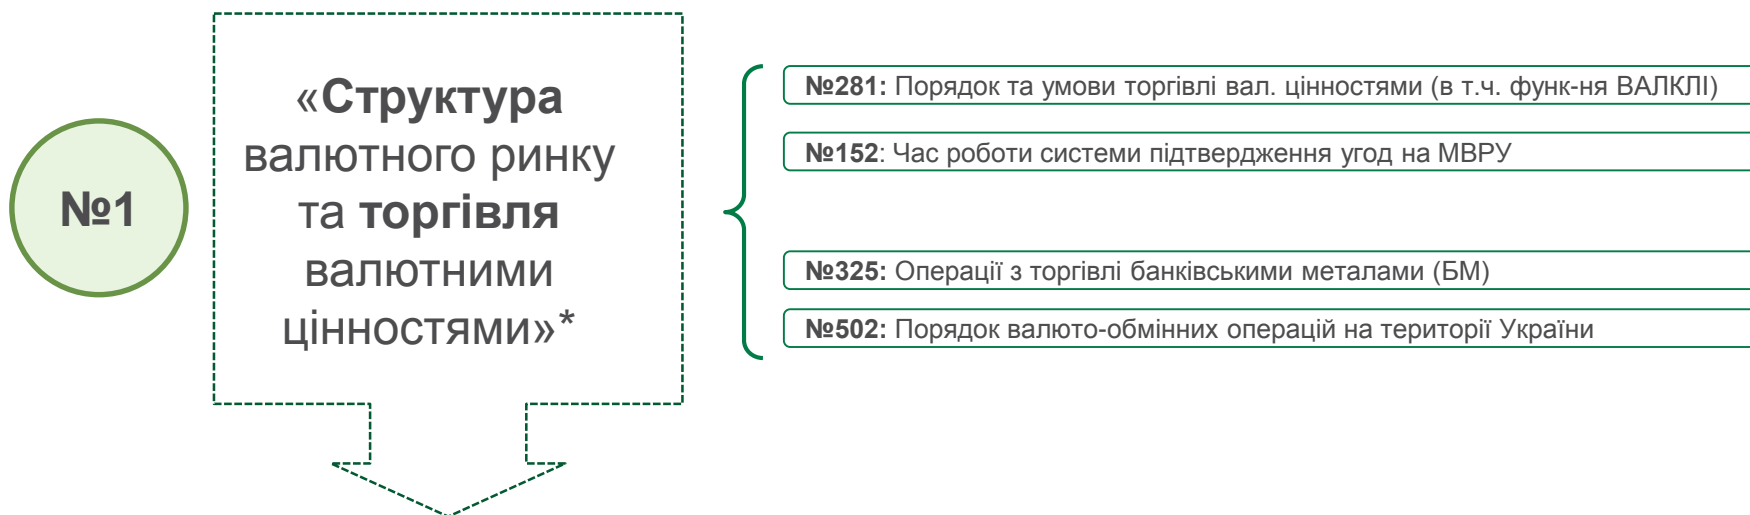 №1
«Структура
валютного ринку
та торгівля
валютними
цінностями»*
№281: Порядок та умови торгівлі вал. цінностями (в т.ч. функ-ня ВАЛКЛІ)
№152: Час роботи системи підтвердження угод на МВРУ
№325: Операції з торгівлі банківськими металами (БМ)
№502: Порядок валюто-обмінних операцій на території України